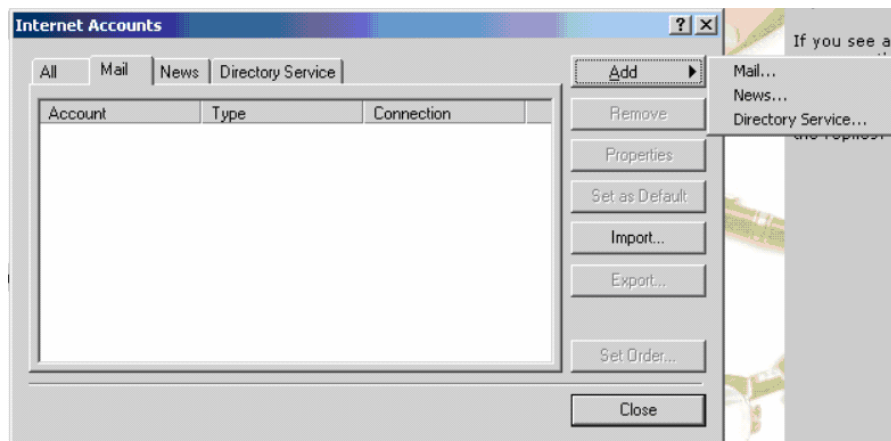 Internet Accounts
If you see a
All Mail News Directory Service
Add
Mail...
News...
Directory Service...
Account Type Connection
Remove
Properties
Set as Default
Import...
Export...
Set Order...
Close